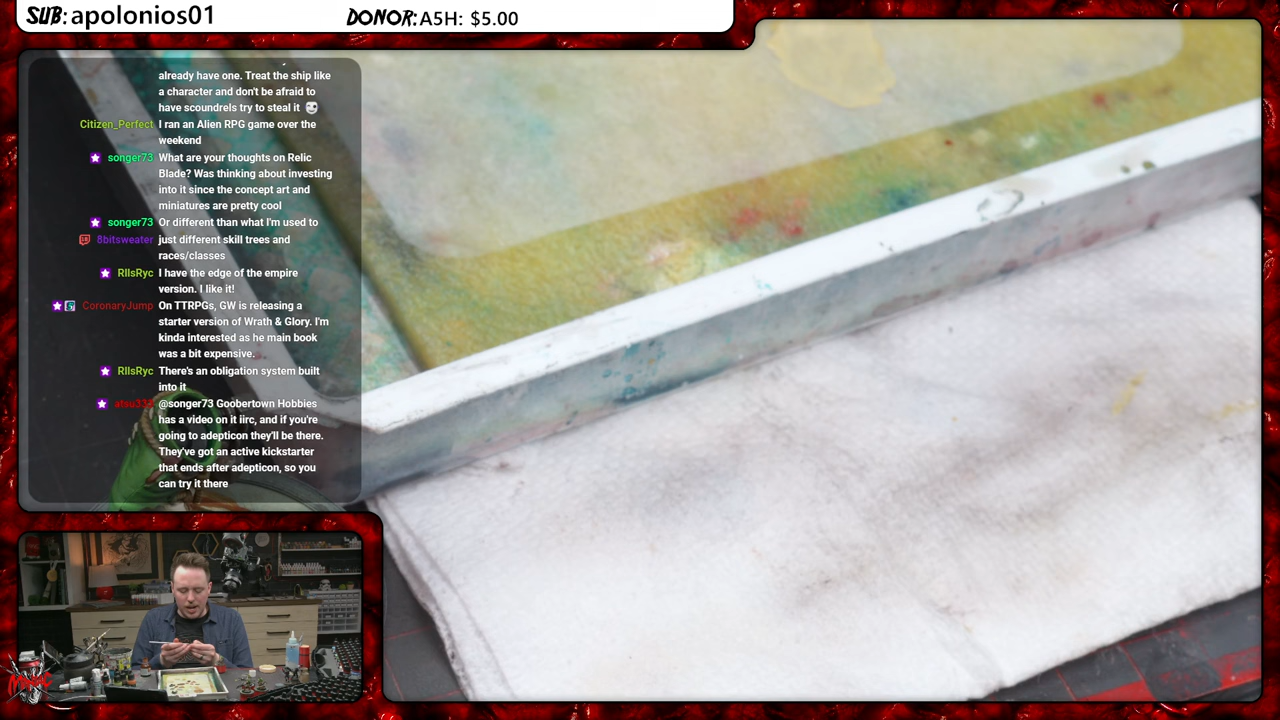 SUB: apolonios01
DONOR: A5H: $5.00
already have one. Treat the ship like
a character and don't be afraid to
have scoundrels try to steal it
Citizen_Perfect I ran an Alien RPG game over the
weekend
songer73 What are your thoughts on Relic
Blade? Was thinking about investing
into it since the concept art and
miniatures are pretty cool
songer73 Or different than what I'm used to
8bitsweater just different skill trees and
races/classes
RllsRyc I have the edge of the empire
version. I like it!
CoronaryJump On TTRPGs, GW is releasing a
starter version of Wrath & Glory. I'm
kinda interested as he main book
was a bit expensive.
RllsRyc There's an obligation system built
into it
@songer73 Goobertown Hobbies
has a video on it iirc, and if you're
going to adepticon they'll be there.
They've got an active kickstarter
that ends after adepticon, so you
can try it there